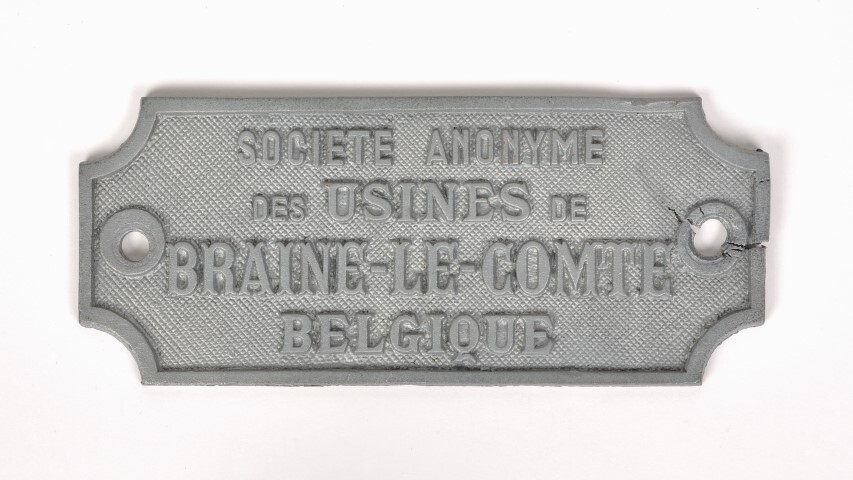 SOCIETE ANONYME
DES USINES DE
BRAINE-LE-COMTE
BELGIQUE